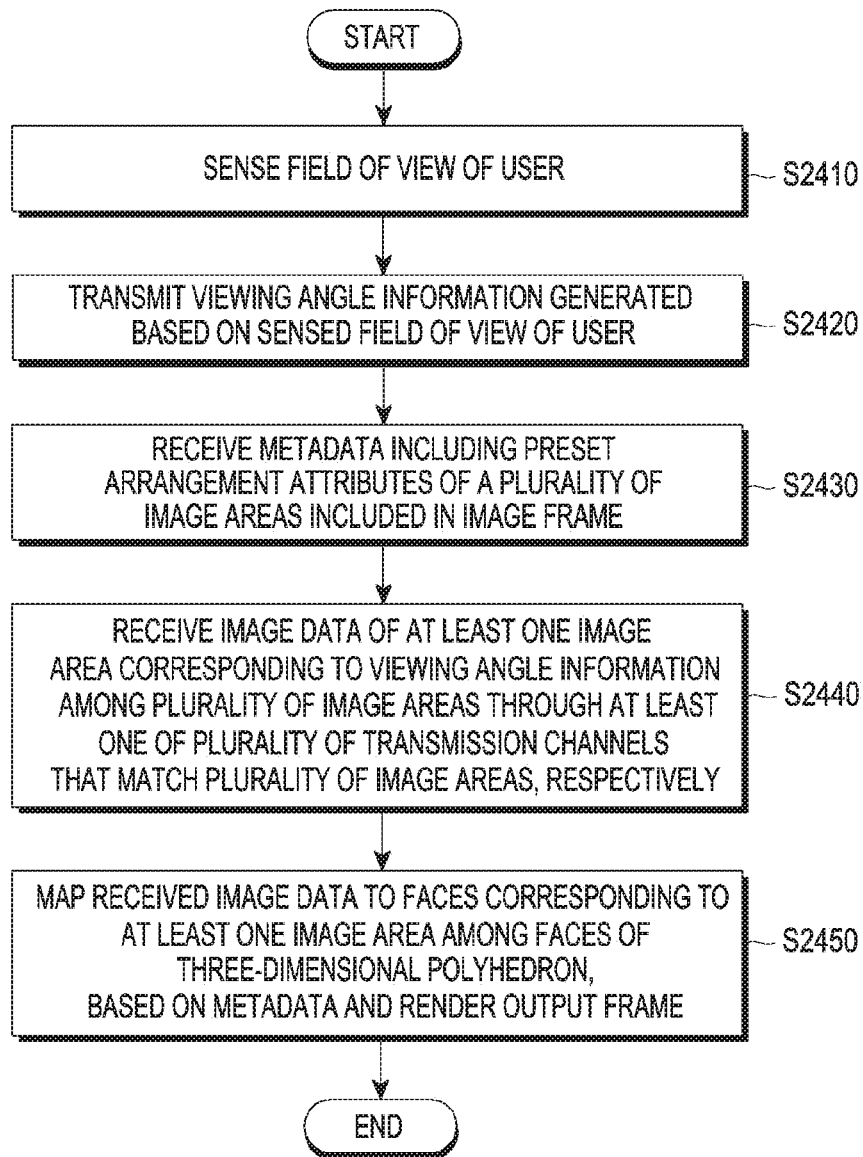 START
SENSE FIELD OF VIEW OF USER
S2410
TRANSMIT VIEWING ANGLE INFORMATION GENERATED
BASED ON SENSED FIELD OF VIEW OF USER
S2420
RECEIVE METADATA INCLUDING PRESET
ARRANGEMENT ATTRIBUTES OF A PLURALITY OF
IMAGE AREAS INCLUDED IN IMAGE FRAME
S2430
RECEIVE IMAGE DATA OF AT LEAST ONE IMAGE
AREA CORRESPONDING TO VIEWING ANGLE INFORMATION
AMONG PLURALITY OF IMAGE AREAS THROUGH AT LEAST
ONE OF PLURALITY OF TRANSMISSION CHANNELS
THAT MATCH PLURALITY OF IMAGE AREAS, RESPECTIVELY
S2440
MAP RECEIVED IMAGE DATA TO FACES CORRESPONDING TO
AT LEAST ONE IMAGE AREA AMONG FACES OF
THREE-DIMENSIONAL POLYHEDRON,
BASED ON METADATA AND RENDER OUTPUT FRAME
S2450
END